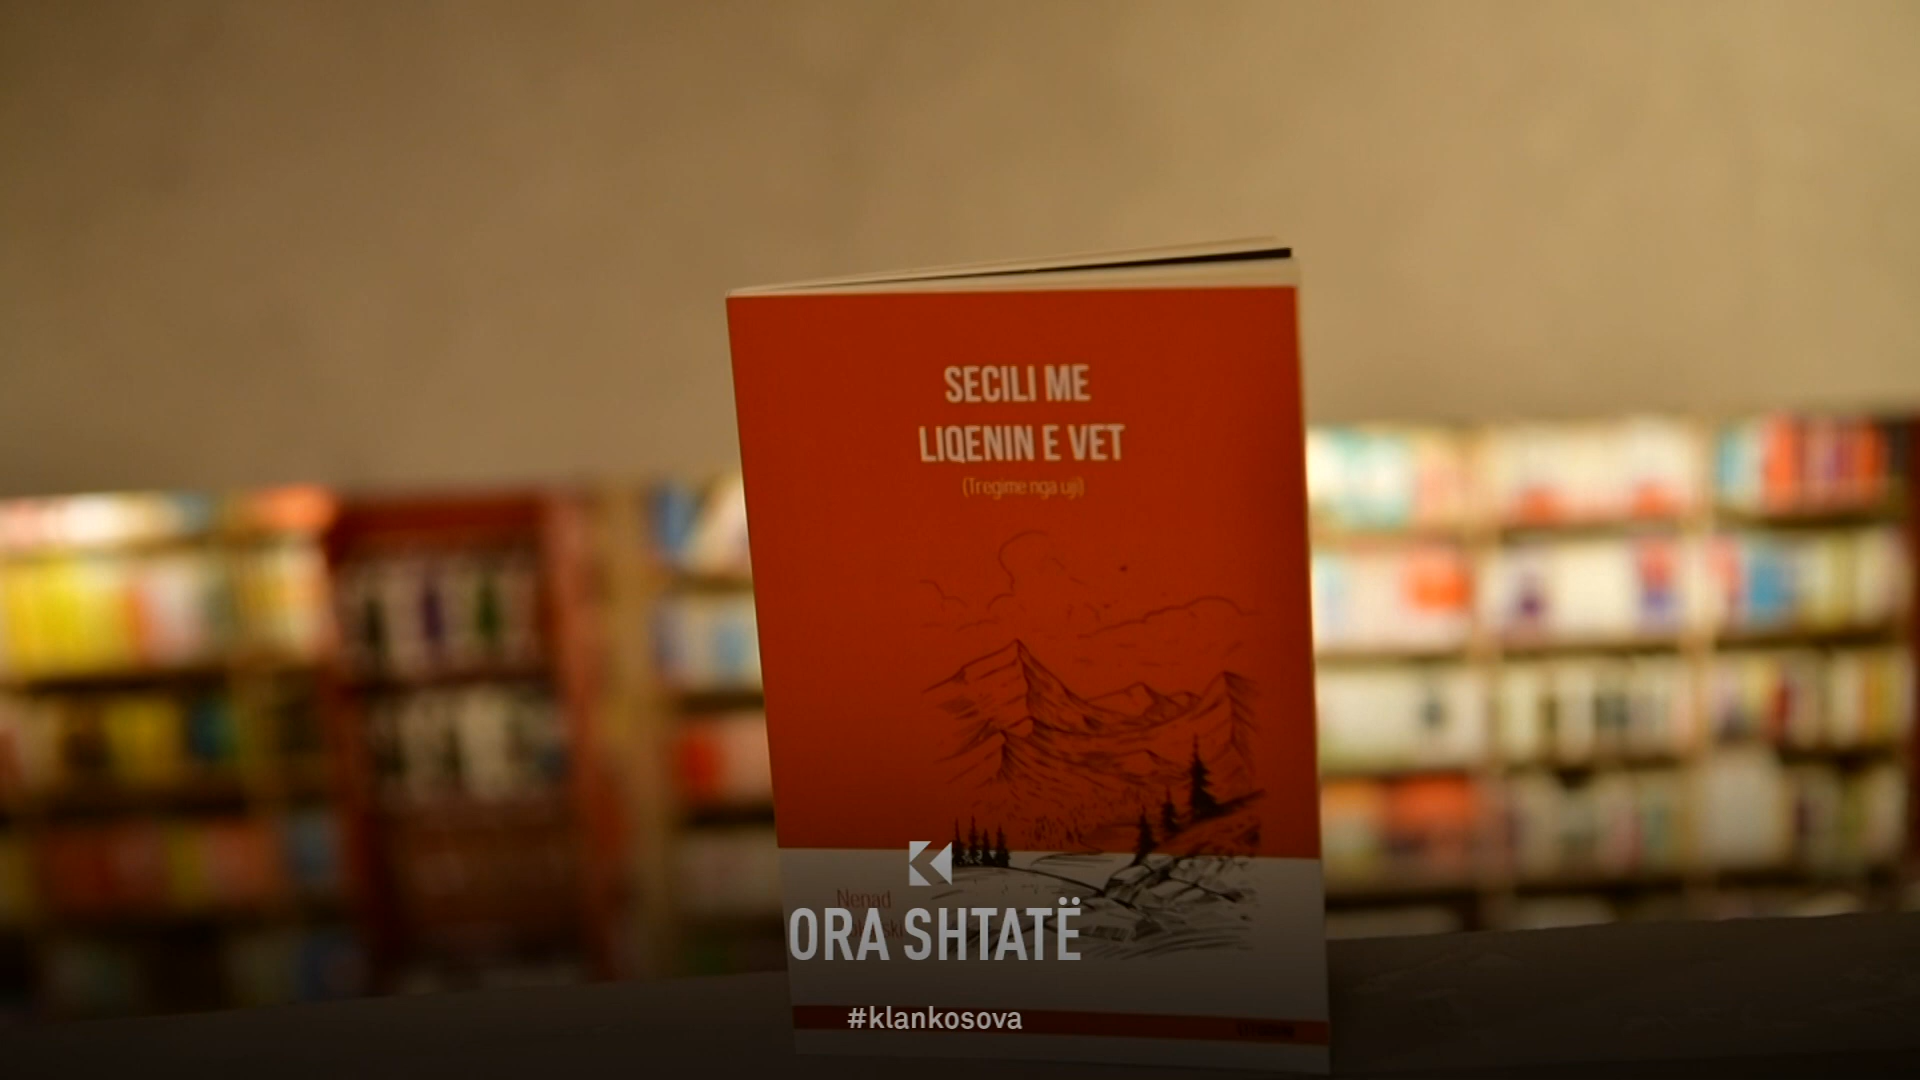 SECILI ME
LIQENIN E VET
(Tregime nga uji)
Nenad
ORA SHTATË
#klankosova